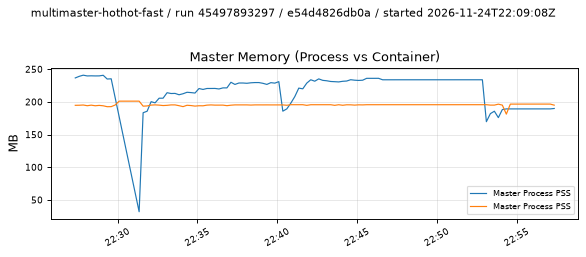 multimaster-hothot-fast / run 45497893297 / e54d4826db0a / started 2026-11-24T22:09:08Z
Master Memory (Process vs Container)
250
200
150
100
50
MB
22:30
22:35
22:40
22:45
22:50
22:55
Master Process PSS
Master Process PSS